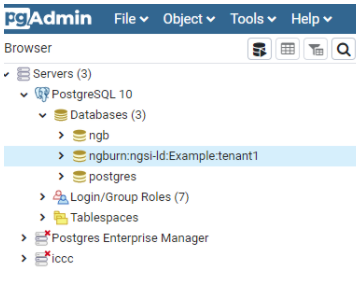 pgAdmin File Object Tools Help
Browser
Servers (3)
PostgreSQL 10
Databases (3)
ngb
ngburn:ngsi-ld:Example:tenant1
postgres
Login/Group Roles (7)
Tablespaces
Postgres Enterprise Manager
iccc